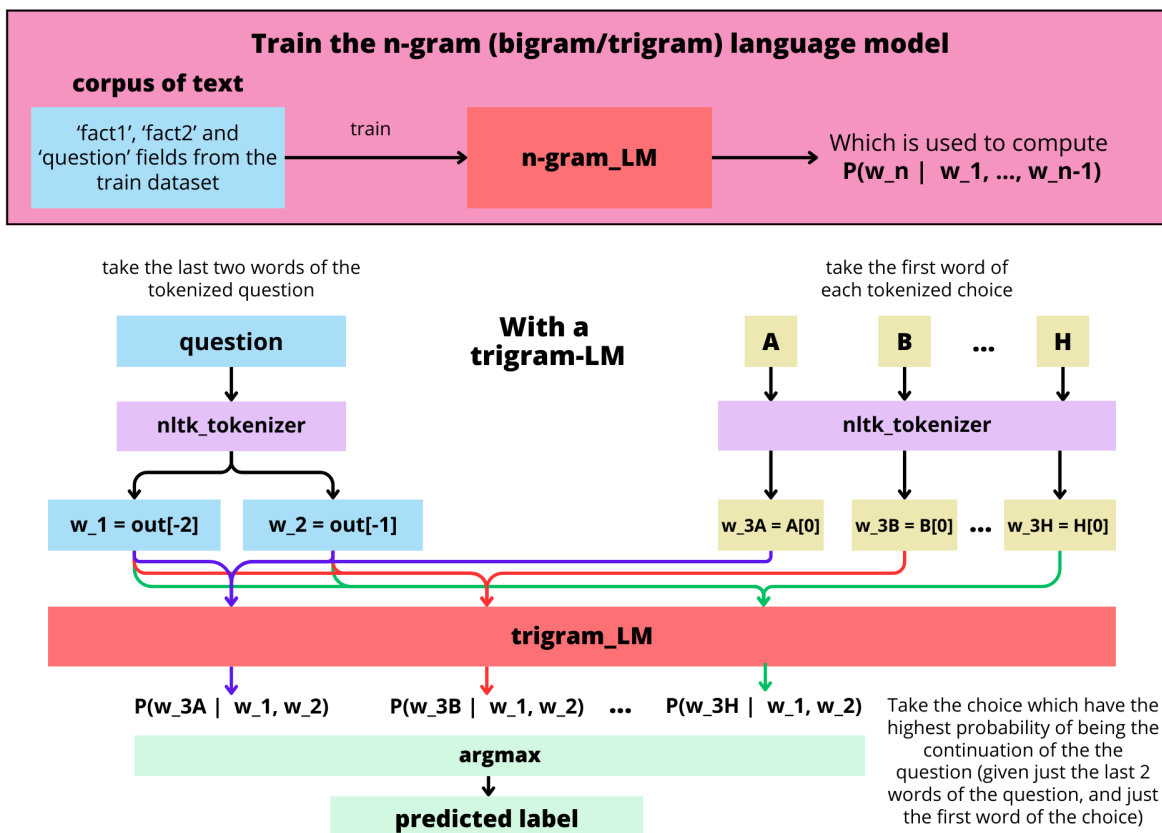 Train the n-gram (bigram/trigram) language model
corpus of text
‘fact1’, ‘fact2’ and
‘question’ fields from the
train dataset
train
n-gram_LM
Which is used to compute
P(w_n | w_1, ..., w_n-1)
take the last two words of the
tokenized question
take the first word of
each tokenized choice
With a
trigram-LM
question
A
B
...
H
nltk_tokenizer
nltk_tokenizer
w_1 = out[-2]
w_2 = out[-1]
w_3A = A[0]
w_3B = B[0]
...
w_3H = H[0]
trigram_LM
P(w_3A | w_1, w_2)
P(w_3B | w_1, w_2)
...
P(w_3H | w_1, w_2)
Take the choice which have the
highest probability of being the
continuation of the the
question (given just the last 2
words of the question, and just
the first word of the choice)
argmax
predicted label